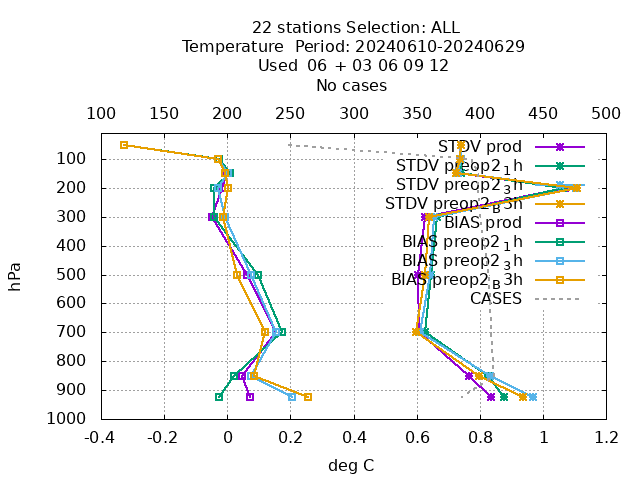 22 stations Selection: ALL
Temperature  Period: 20240610-20240629
Used  06 + 03 06 09 12
No cases
100 150 200 250 300 350 400 450 500
STDV prod
STDV preop2_1h
STDV preop2_3h
STDV preop2_B3h
BIAS prod
BIAS preop2_1h
BIAS preop2_3h
BIAS preop2_B3h
CASES
hPa
100
200
300
400
500
600
700
800
900
1000
-0.4 -0.2 0 0.2 0.4 0.6 0.8 1 1.2
deg C